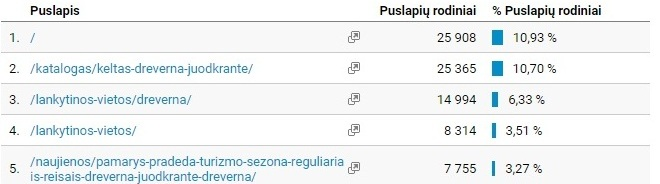 Puslapis Puslapių rodiniai % Puslapių rodiniai
1. / 25 908 10,93 %
2. /katalogas/keltas-dreverna-juodkrante/ 25 365 10,70 %
3. /lankytinos-vietos/dreverna/ 14 994 6,33 %
4. /lankytinos-vietos/ 8 314 3,51 %
5. /naujienos/pamarys-pradeda-turizmo-sezona-reguliaria 7 755 3,27 %
is-reisais-dreverna-juodkrante-dreverna/